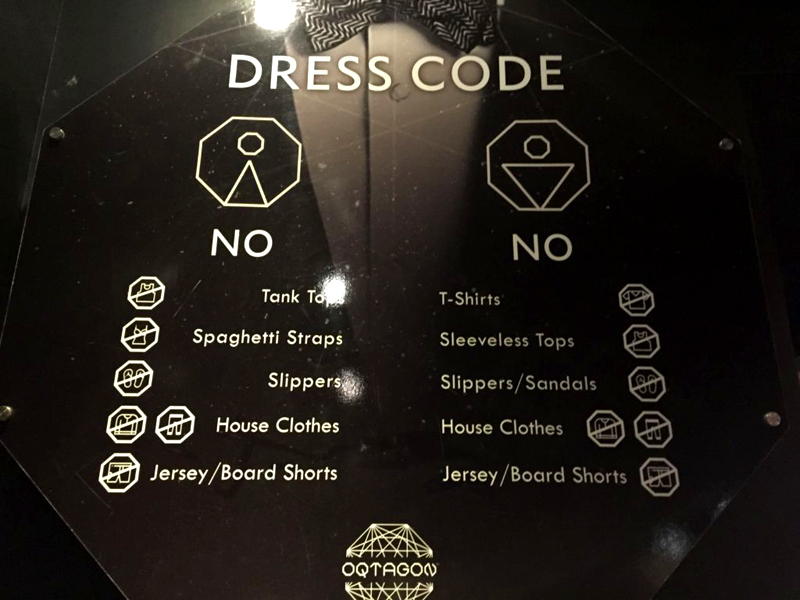 DRESS CODE
NO
Tank Tops
Spaghetti Straps
Slippers
House Clothes
Jersey/Board Shorts
NO
T-Shirts
Sleeveless Tops
Slippers/Sandals
House Clothes
Jersey/Board Shorts
OQTAGON